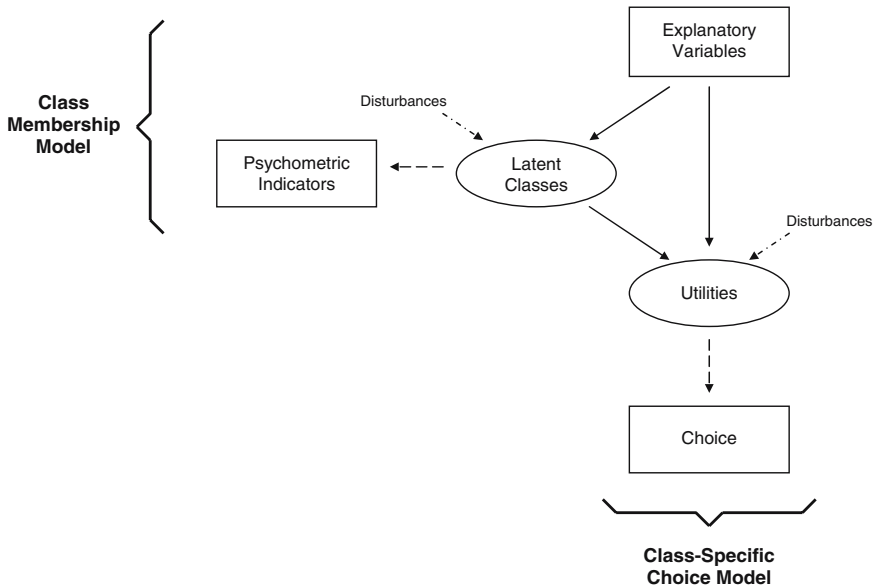 Explanatory
Variables
Class
Membership
Model
Disturbances
Psychometric
Indicators
Latent
Classes
Disturbances
Utilities
Choice
Class-Specific
Choice Model